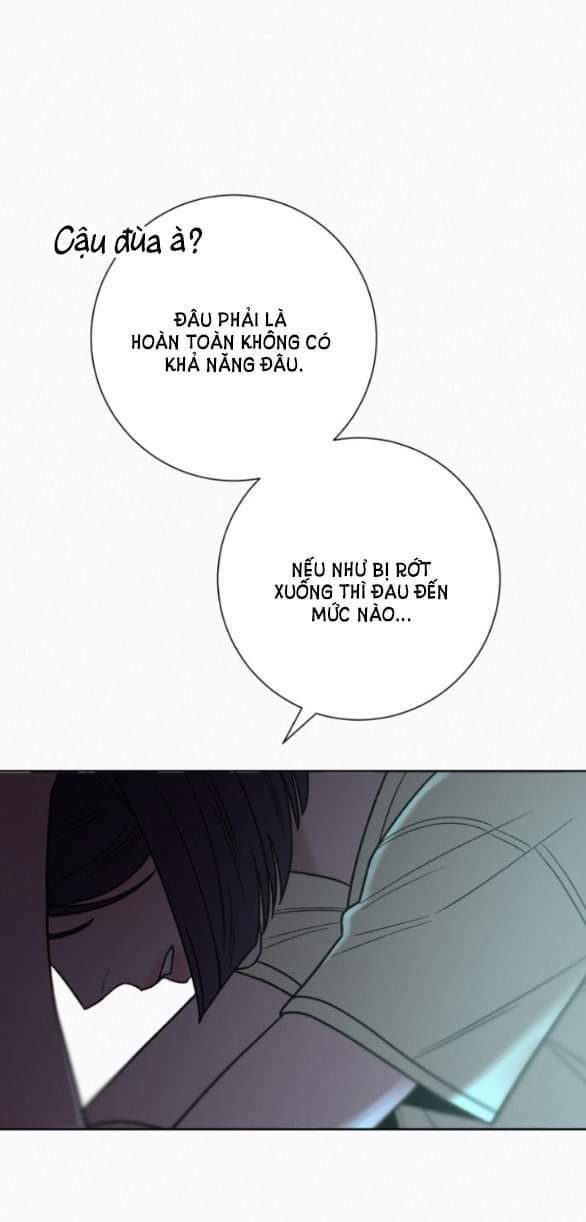 Cậu đùa à?
ĐÂU PHẢI LÀ
HOÀN TOÀN KHÔNG CÓ
KHẢ NĂNG ĐÂU.
NẾU NHƯ BỊ RỚT
XUỐNG THÌ ĐAU ĐẾN
MỨC NÀO...